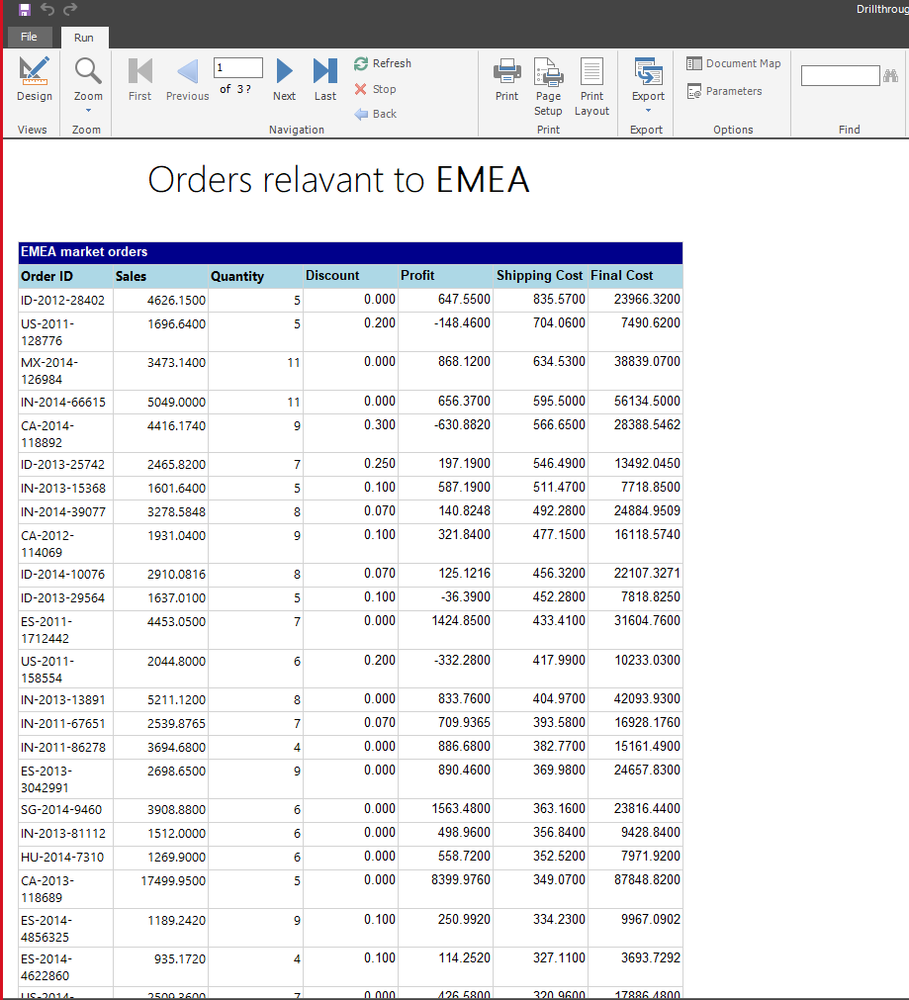 Drillthroug
File Run
1
Refresh
Document Map
Stop
Parameters
Design Zoom First Previous of 3 ? Next Last Print Page Setup Print Layout Export
Back
Views Zoom Navigation Print Export Options Find
Orders relavant to EMEA
EMEA market orders
Order ID Sales Quantity Discount Profit Shipping Cost Final Cost
ID-2012-28402 4626.1500 5 0.000 647.5500 835.5700 23966.3200
US-2011- 1696.6400 5 0.200 -148.4600 704.0600 7490.6200
128776
MX-2014- 3473.1400 11 0.000 868.1200 634.5300 38839.0700
126984
IN-2014-66615 5049.0000 11 0.000 656.3700 595.5000 56134.5000
CA-2014- 4416.1740 9 0.300 -630.8820 566.6500 28388.5462
118892
ID-2013-25742 2465.8200 7 0.250 197.1900 546.4900 13492.0450
IN-2013-15368 1601.6400 5 0.100 587.1900 511.4700 7718.8500
IN-2014-39077 3278.5848 8 0.070 140.8248 492.2800 24884.9509
CA-2012- 1931.0400 9 0.100 321.8400 477.1500 16118.5740
114069
ID-2014-10076 2910.0816 8 0.070 125.1216 456.3200 22107.3271
ID-2013-29564 1637.0100 5 0.100 -36.3900 452.2800 7818.8250
ES-2011- 4453.0500 7 0.000 1424.8500 433.4100 31604.7600
1712442
US-2011- 2044.8000 6 0.200 -332.2800 417.9900 10233.0300
158554
IN-2013-13891 5211.1200 8 0.000 833.7600 404.9700 42093.9300
IN-2011-67651 2539.8765 7 0.070 709.9365 393.5800 16928.1760
IN-2011-86278 3694.6800 4 0.000 886.6800 382.7700 15161.4900
ES-2013- 2698.6500 9 0.000 890.4600 369.9800 24657.8300
3042991
SG-2014-9460 3908.8800 6 0.000 1563.4800 363.1600 23816.4400
IN-2013-81112 1512.0000 6 0.000 498.9600 356.8400 9428.8400
HU-2014-7310 1269.9000 6 0.000 558.7200 352.5200 7971.9200
CA-2013- 17499.9500 5 0.000 8399.9760 349.0700 87848.8200
118689
ES-2014- 1189.2420 9 0.100 250.9920 334.2300 9967.0902
4856325
ES-2014- 935.1720 4 0.100 114.2520 327.1100 3693.7292
4622860
US-2014- 2509.3600 7 0.000 426.5800 320.9600 17886.4800